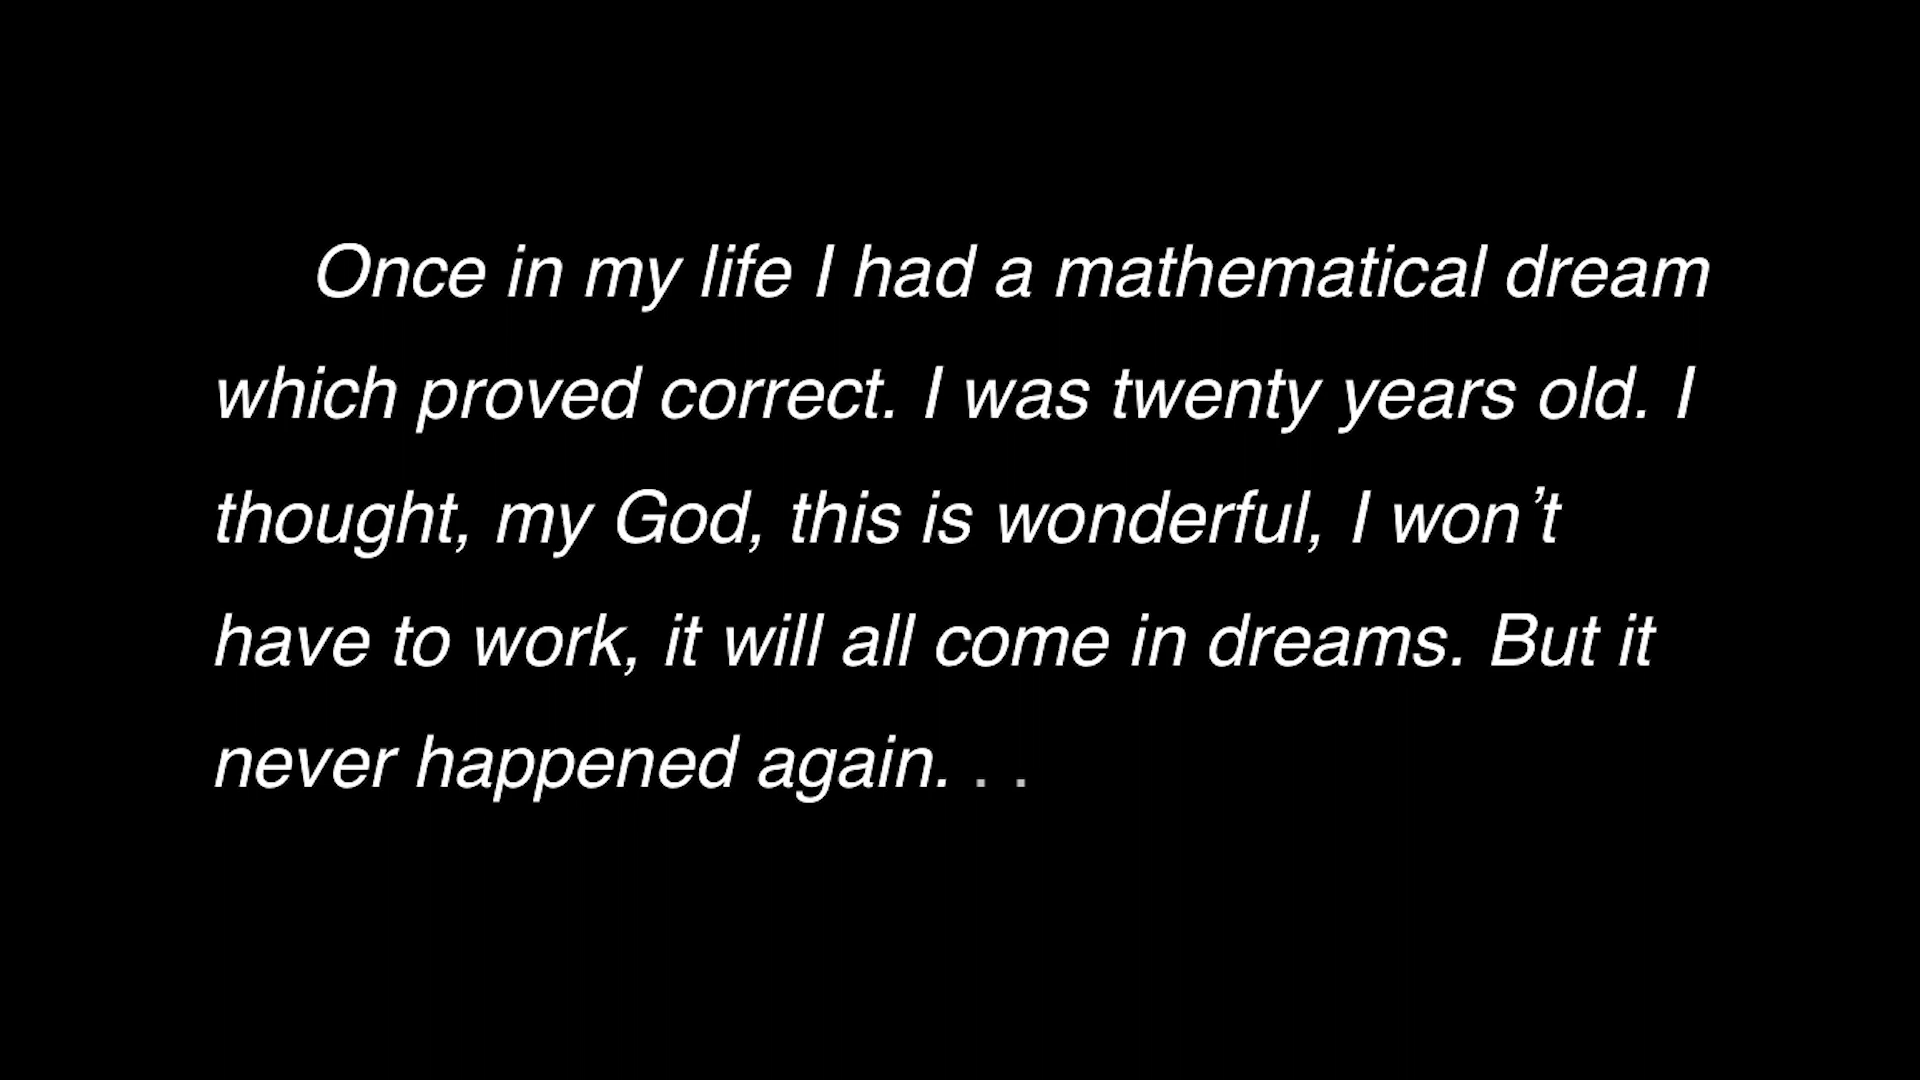 Once in my life I had a mathematical dream
which proved correct. I was twenty years old. I
thought, my God, this is wonderful, I won’t
have to work, it will all come in dreams. But it
never happened again. . .